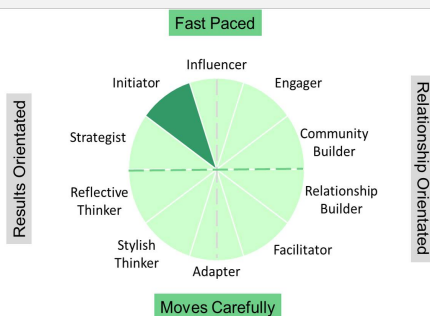 Fast Paced
Influencer
Initiator
Engager
Strategist
Community
Builder
Results Orientated
Relationship Orientated
Reflective
Thinker
Relationship
Builder
Stylish
Thinker
Facilitator
Adapter
Moves Carefully